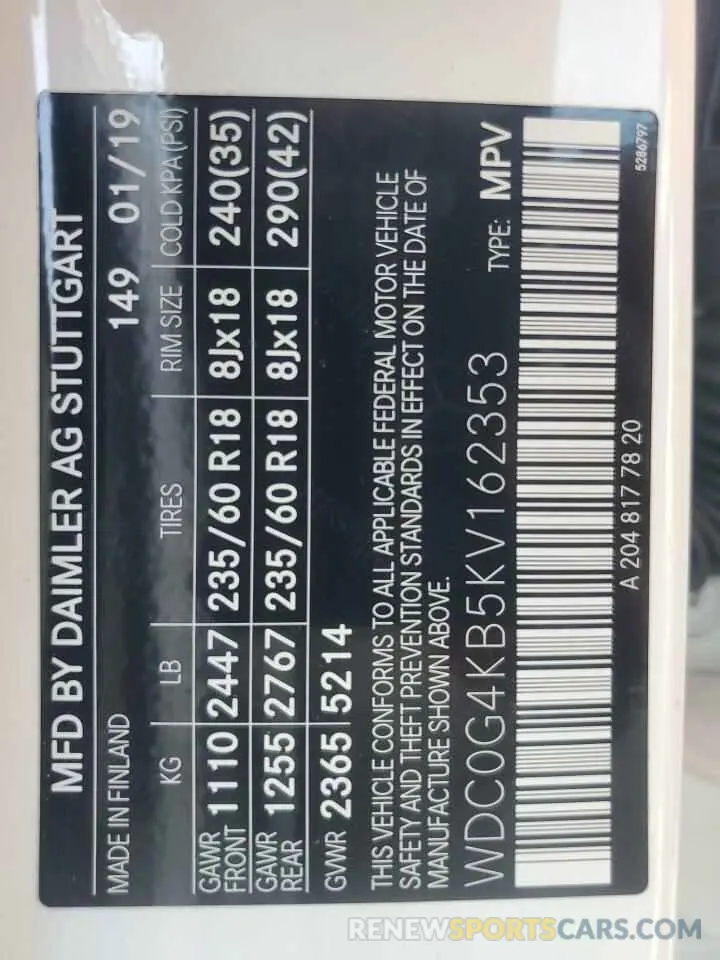 MFD BY DAIMLER AG STUTTGART
MADE IN FINLAND 149 01/19
KG LB TIRES RIM SIZE COLD KPA(PSI)
GAWR FRONT 1110 2447 235/60 R18 8Jx18 240(35)
GAWR REAR 1255 2767 235/60 R18 8Jx18 290(42)
GVWR 2365 5214
THIS VEHICLE CONFORMS TO ALL APPLICABLE FEDERAL MOTOR VEHICLE
SAFETY AND THEFT PREVENTION STANDARDS IN EFFECT ON THE DATE OF
MANUFACTURE SHOWN ABOVE.
WDC0G4KB5KV162353 TYPE: MPV
A 204 817 78 20
5286797
RENEWSPORTSCARS.COM